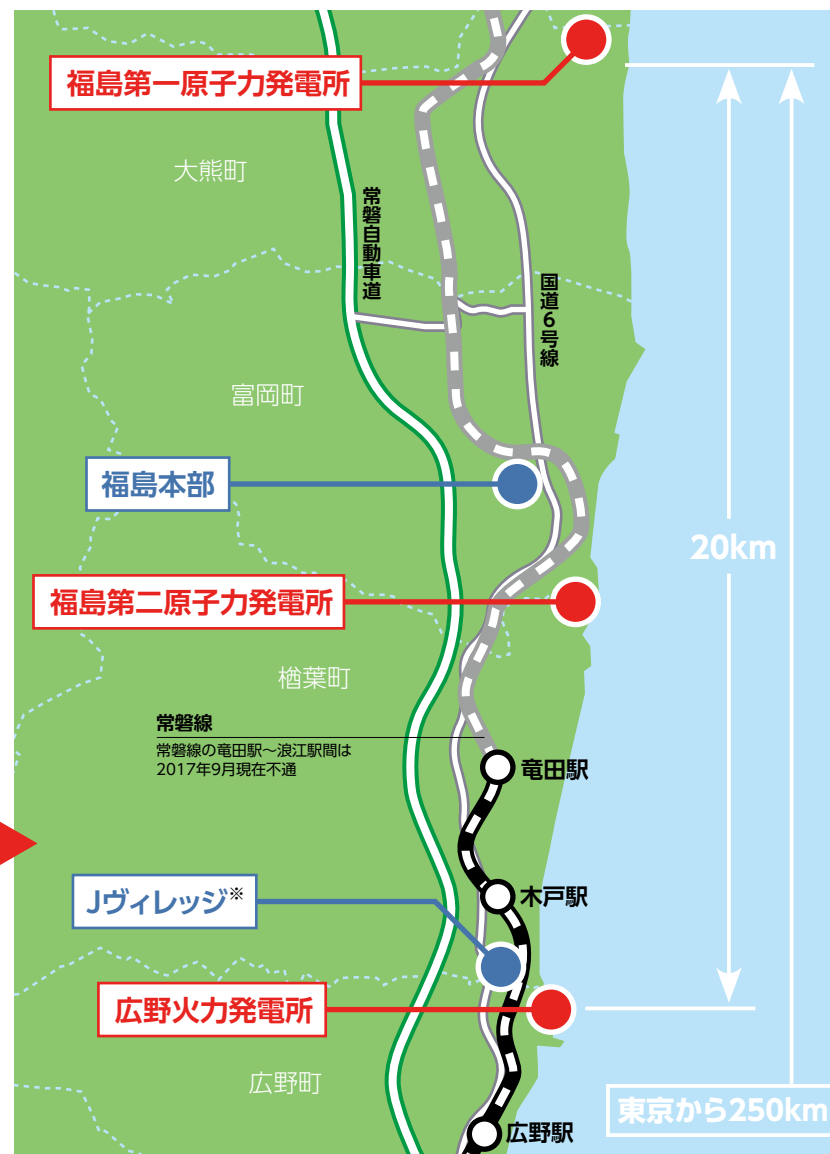 福島第一原子力発電所
大熊町
常磐自動車道
国道6号線
富岡町
福島本部
20km
福島第二原子力発電所
楢葉町
常磐線
常磐線の竜田駅～浪江駅間は
2017年9月現在不通
竜田駅
Jヴィレッジ※
木戸駅
広野火力発電所
広野町
東京から250km
広野駅